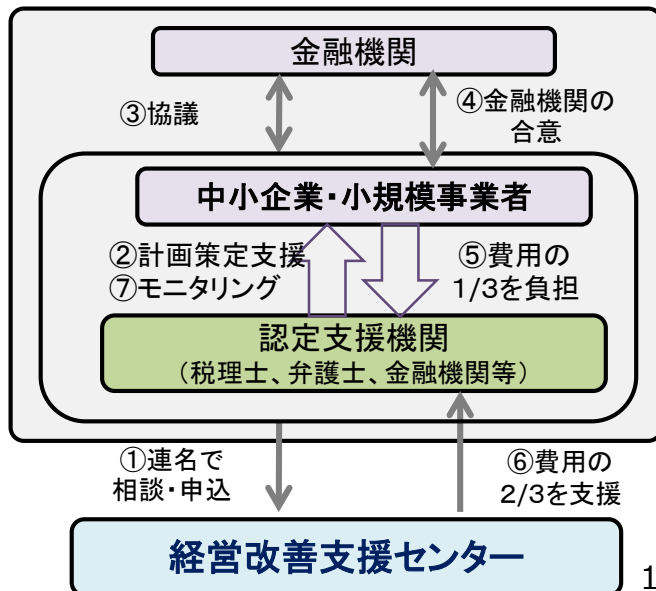 金融機関
③協議
④金融機関の
合意
中小企業・小規模事業者
②計画策定支援
⑦モニタリング
⑤費用の
1/3を負担
認定支援機関
（税理士、弁護士、金融機関等）
①連名で
相談・申込
⑥費用の
2/3を支援
経営改善支援センター
1